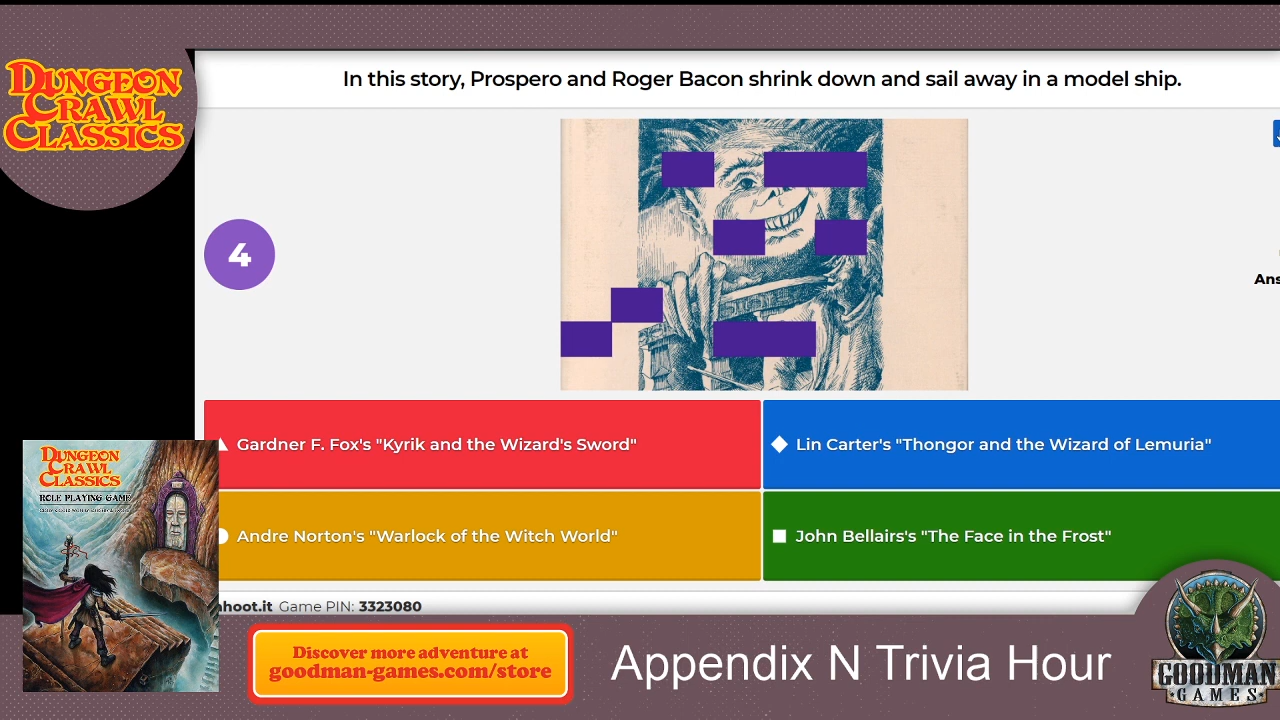 DUNGEON
CRAWL
CLASSICS
In this story, Prospero and Roger Bacon shrink down and sail away in a model ship.
4
Ans
Gardner F. Fox's "Kyrik and the Wizard's Sword"
Lin Carter's "Thongor and the Wizard of Lemuria"
Andre Norton's "Warlock of the Witch World"
John Bellairs's "The Face in the Frost"
DUNGEON
CRAWL
CLASSICS
ROLE PLAYING GAME
ahoot.it Game PIN: 3323080
Discover more adventure at
goodman-games.com/store
Appendix N Trivia Hour
GOODMAN
GAMES